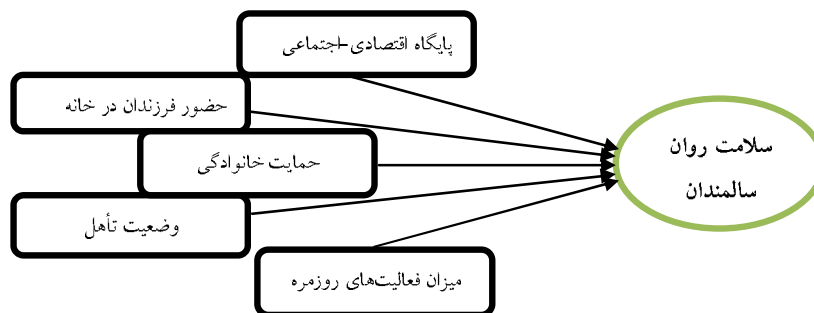 پایگاه اقتصادی-اجتماعی
حضور فرزندان در خانه
حمایت خانوادگی
وضعیت تأهل
میزان فعالیت‌های روزمره
سلامت روان
سالمندان